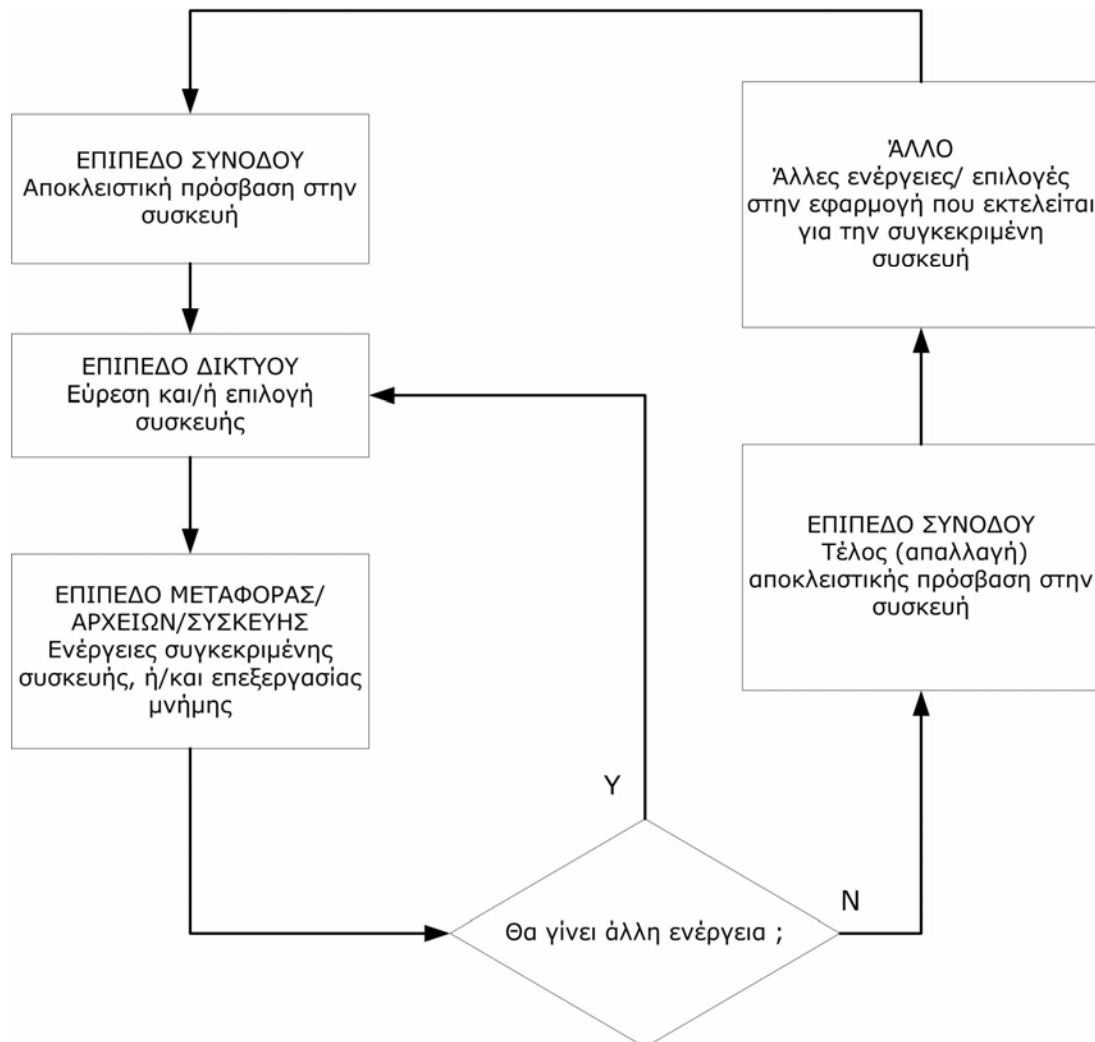 ΕΠΙΠΕΔΟ ΣΥΝΟΔΟΥ
Αποκλειστική πρόσβαση στην
συσκευή
ΕΠΙΠΕΔΟ ΔΙΚΤΥΟΥ
Εύρεση και/ή επιλογή
συσκευής
ΕΠΙΠΕΔΟ ΜΕΤΑΦΟΡΑΣ/
ΑΡΧΕΙΩΝ/ΣΥΣΚΕΥΗΣ
Ενέργειες συγκεκριμένης
συσκευής, ή/και επεξεργασίας
μνήμης
Θα γίνει άλλη ενέργεια ;
Y
N
ΕΠΙΠΕΔΟ ΣΥΝΟΔΟΥ
Τέλος (απαλλαγή)
αποκλειστικής πρόσβαση στην
συσκευή
ΆΛΛΟ
Άλλες ενέργειες/ επιλογές
στην εφαρμογή που εκτελείται
για την συγκεκριμένη
συσκευή